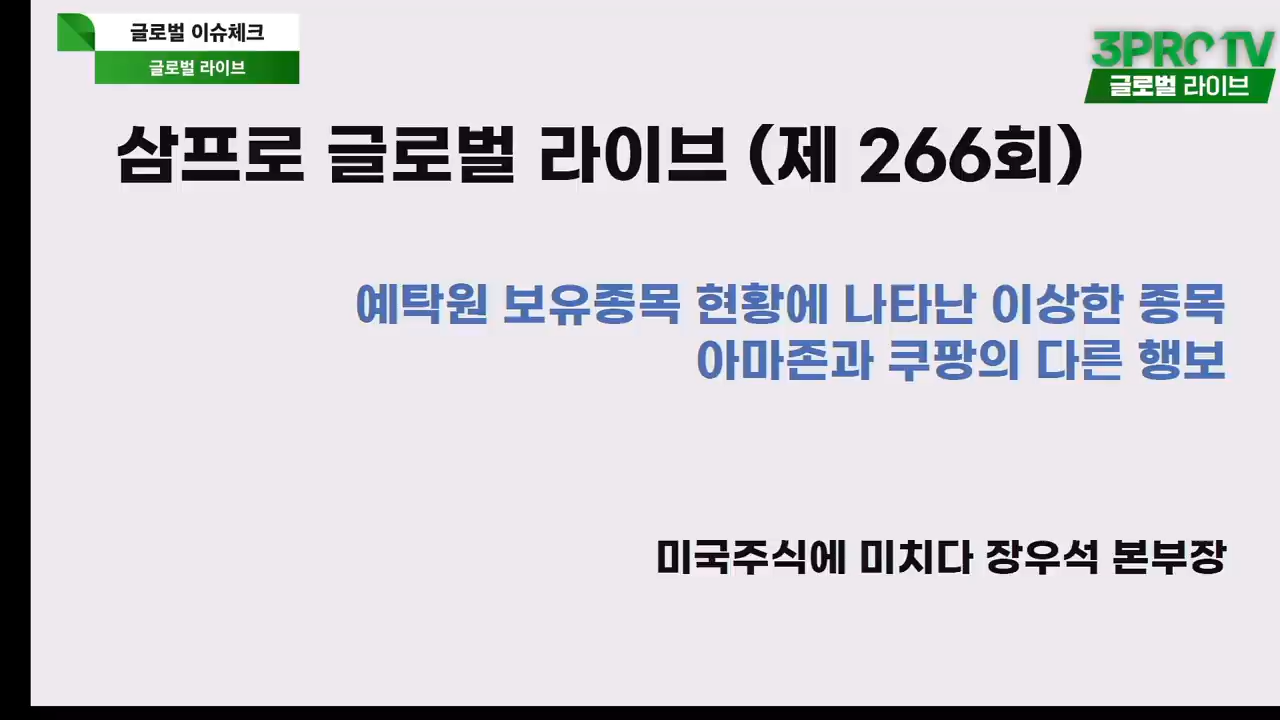 글로벌 이슈체크
글로벌 라이브
3PRO TV
글로벌 라이브
삼프로 글로벌 라이브 (제 266회)
예탁원 보유종목 현황에 나타난 이상한 종목
아마존과 쿠팡의 다른 행보
미국주식에 미치다 장우석 본부장